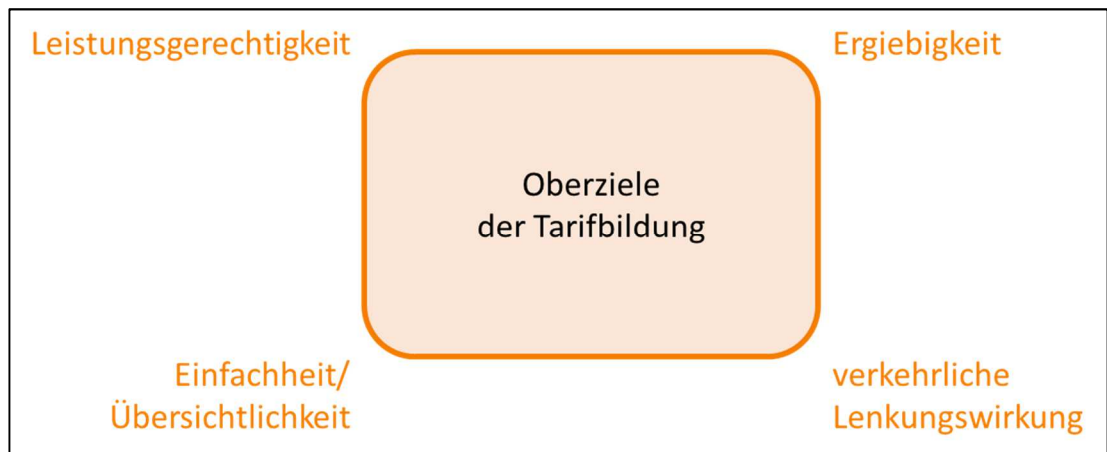 Leistungsgerechtigkeit
Ergiebigkeit
Oberziele
der Tarifbildung
Einfachheit/
Übersichtlichkeit
verkehrliche
Lenkungswirkung